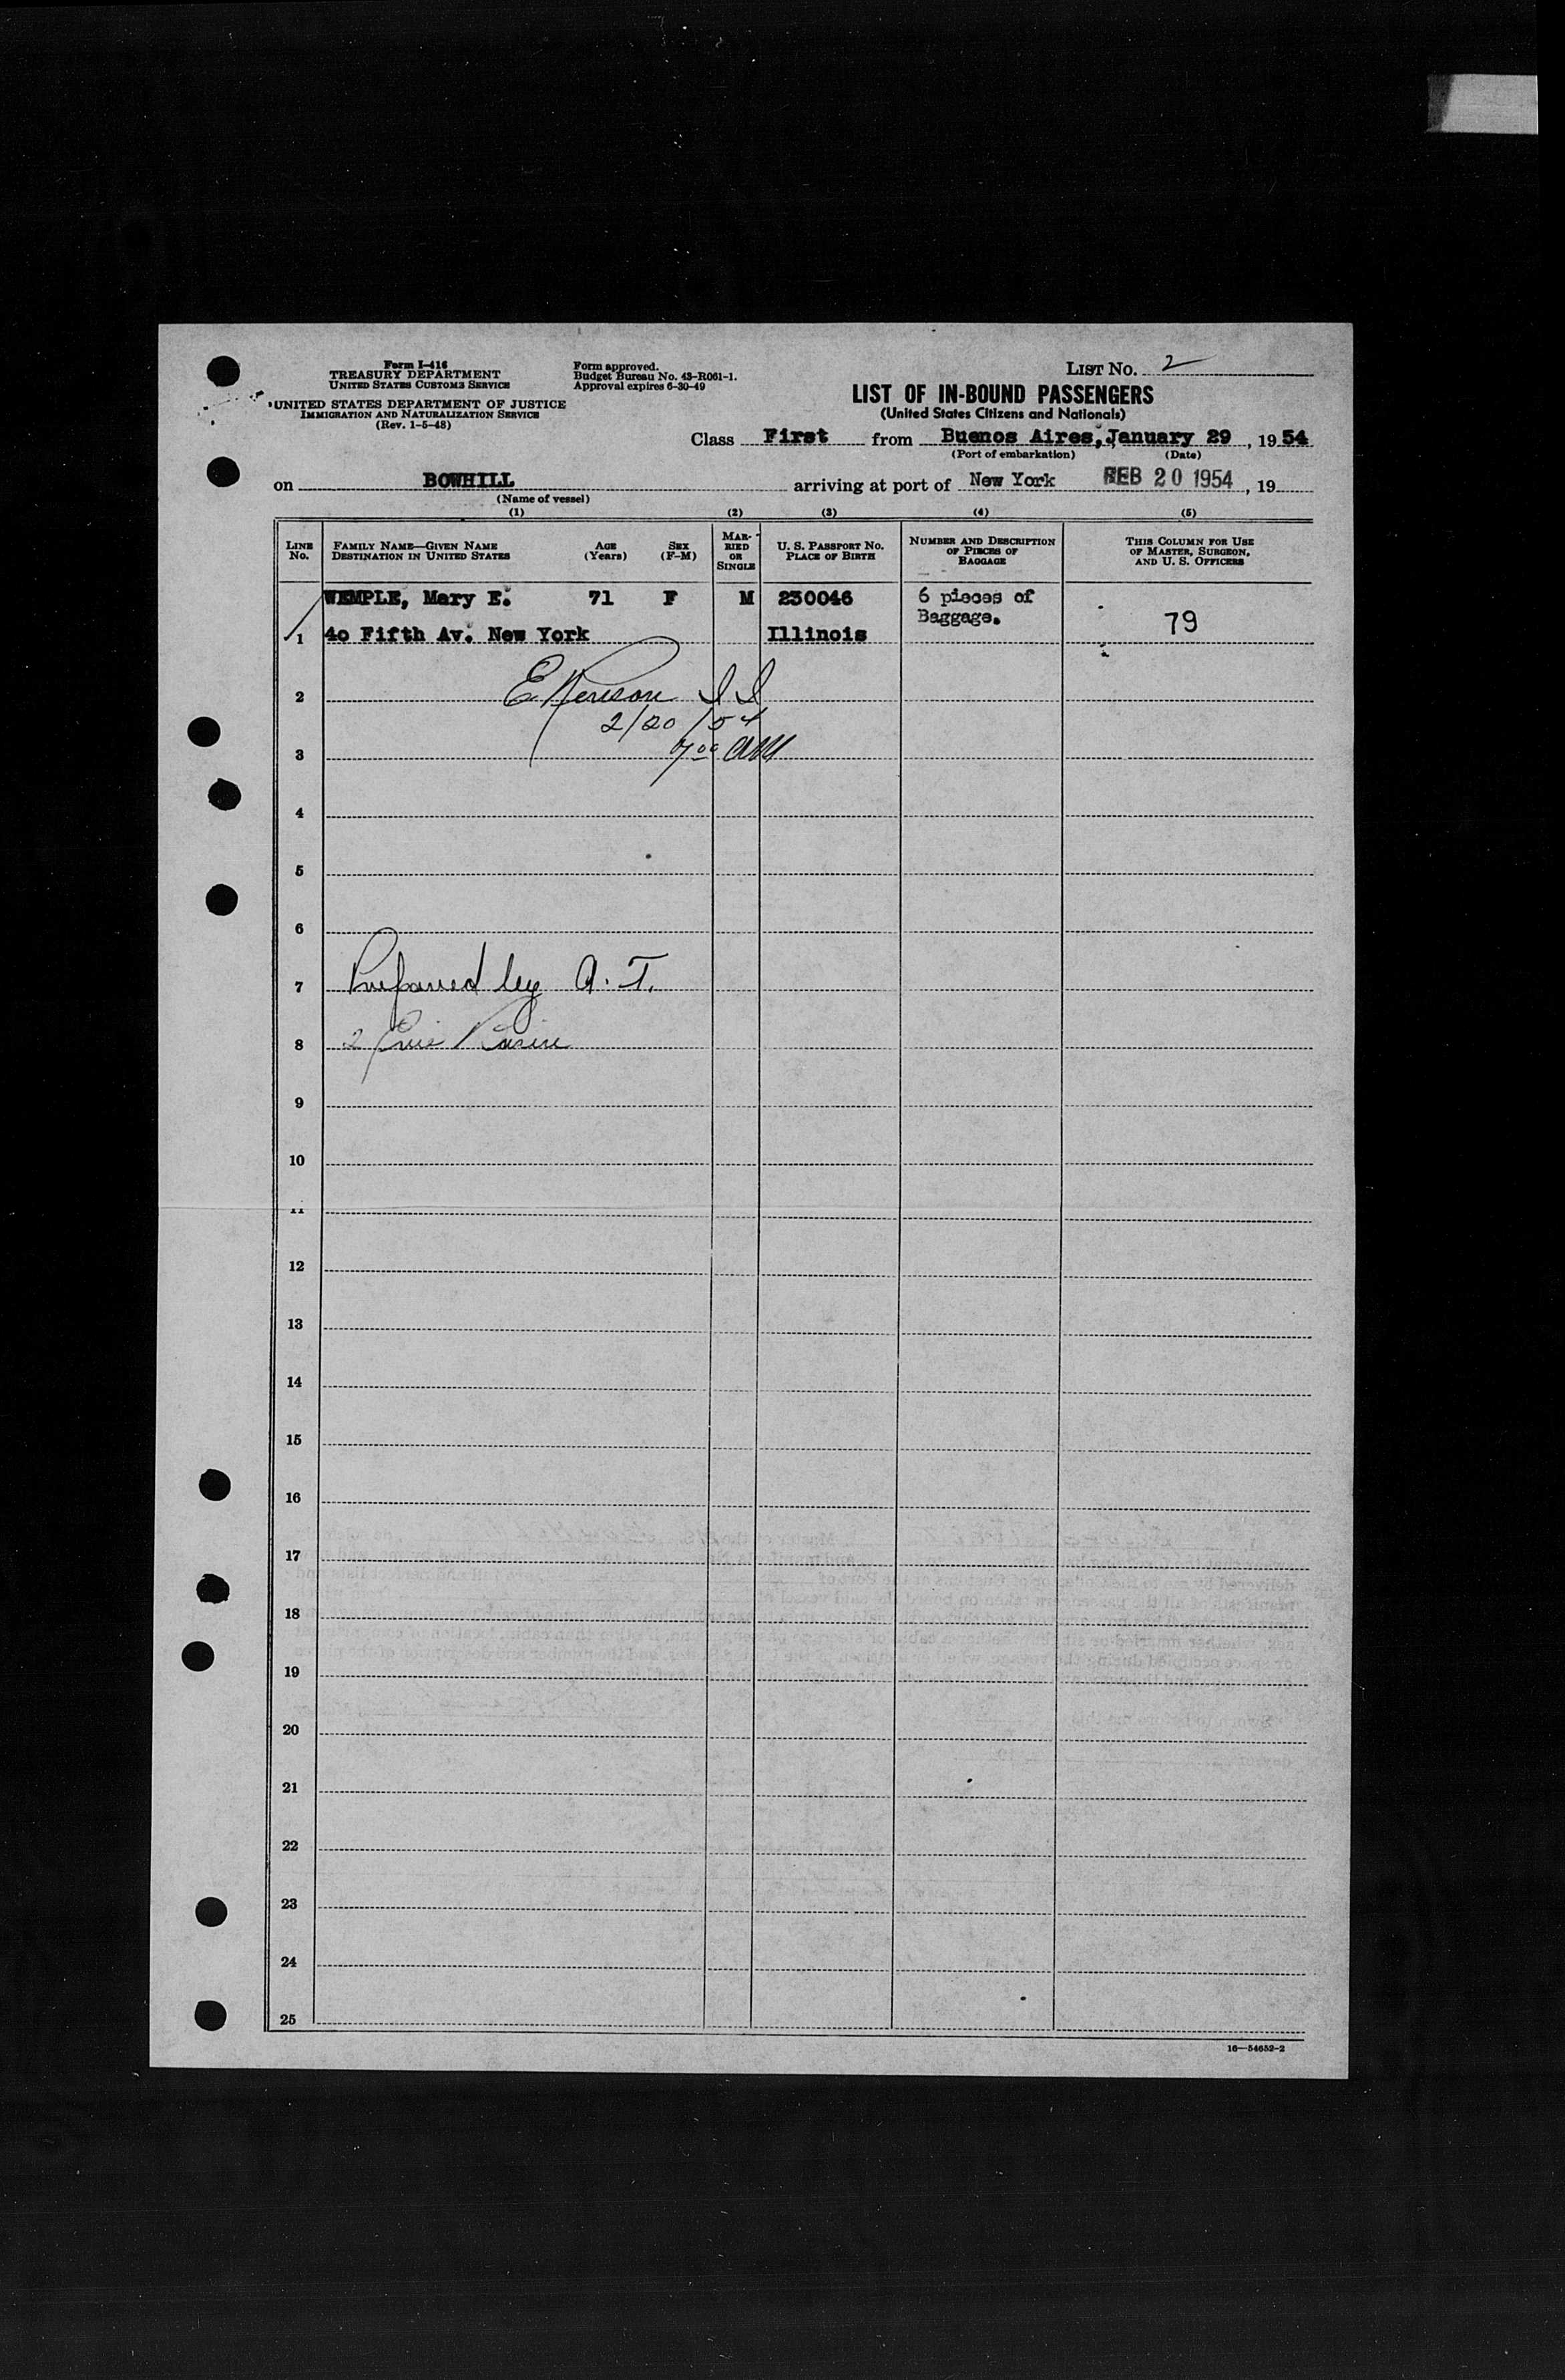 Form I-416
TREASURY DEPARTMENT
UNITED STATES CUSTOMS SERVICE
UNITED STATES DEPARTMENT OF JUSTICE
IMMIGRATION AND NATURALIZATION SERVICE
(Rev. 1-5-48)
Form approved.
Budget Bureau No. 43-R061-1.
Approval expires 6-30-49
LIST No. 2
LIST OF IN-BOUND PASSENGERS
(United States Citizens and Nationals)
Class First from Buenos Aires, January 29, 19 54
(Port of embarkation) (Date)
on BOWHILL arriving at port of New York FEB 20 1954, 19
(Name of vessel)
(1) (2) (3) (4) (5)
LINE No.
FAMILY NAME—GIVEN NAME
DESTINATION IN UNITED STATES
AGE (Years)
SEX (F-M)
MARRIED OR SINGLE
U. S. PASSPORT NO.
PLACE OF BIRTH
NUMBER AND DESCRIPTION OF PIECES OF BAGGAGE
THIS COLUMN FOR USE OF MASTER, SURGEON, AND U. S. OFFICERS
WEMPLE, Mary E. 71 F M 230046 6 pieces of
Baggage. 79
1 40 Fifth Av. New York Illinois
2
2/20/54
3 7 00 AM
4
5
6
7 Prepared by A. T.
8
9
10
11
12
13
14
15
16
17
18
19
20
21
22
23
24
25
16—54652-2